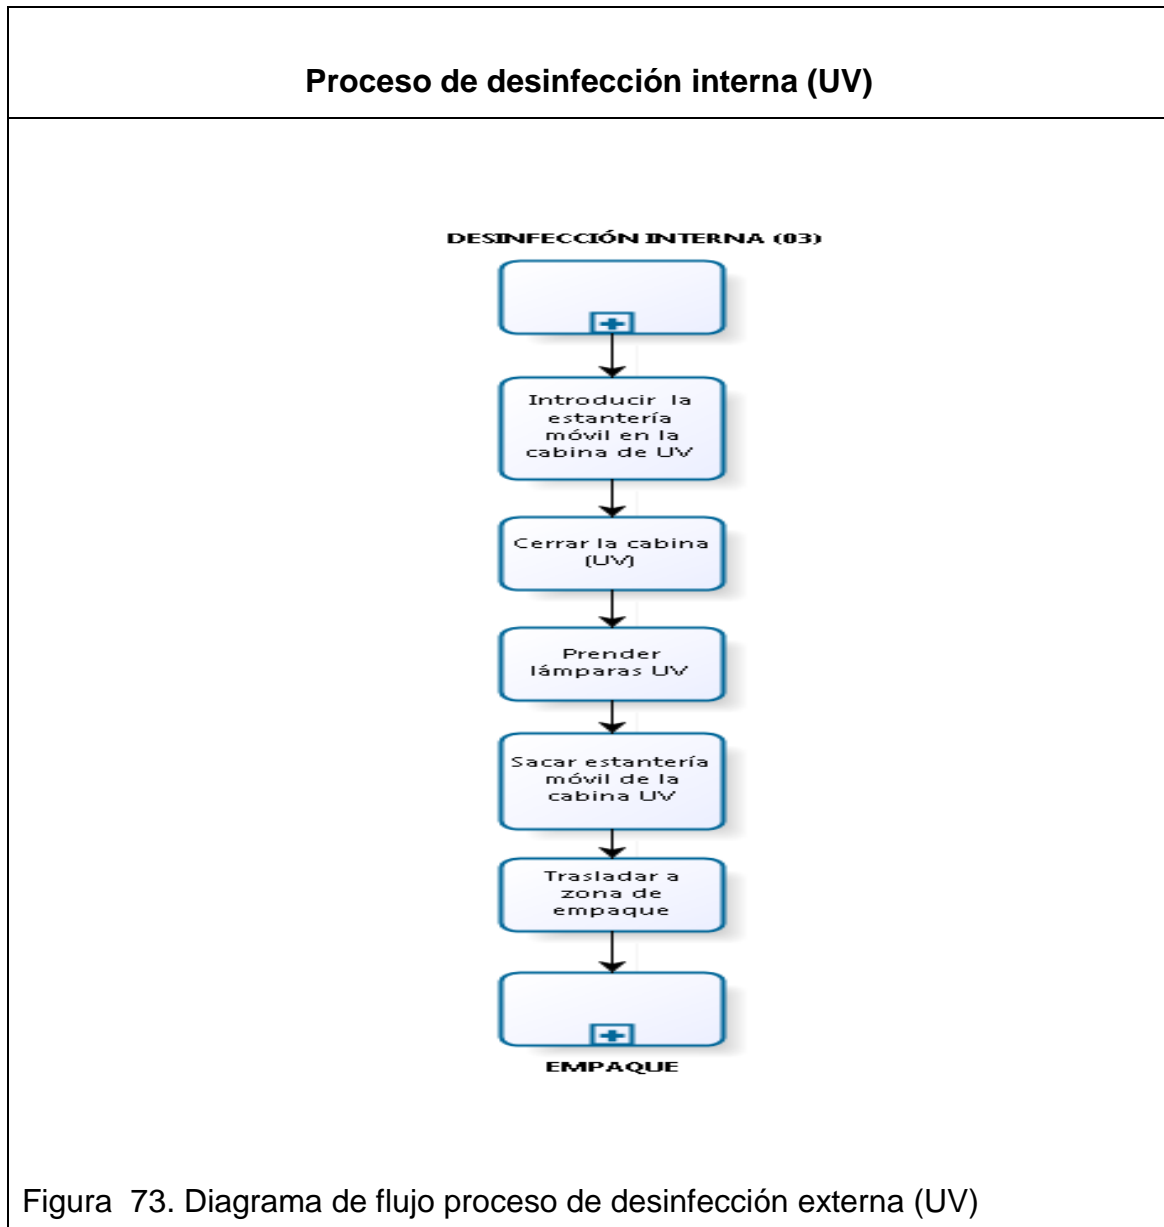 Proceso de desinfección interna (UV)
DESINFECCIÓN INTERNA (03)
Introducir la
estantería
móvil en la
cabina de UV
Cerrar la cabina
(UV)
Prender
lámparas UV
Sacar estantería
móvil de la
cabina UV
Trasladar a
zona de
empaque
EMPAQUE
Figura 73. Diagrama de flujo proceso de desinfección externa (UV)